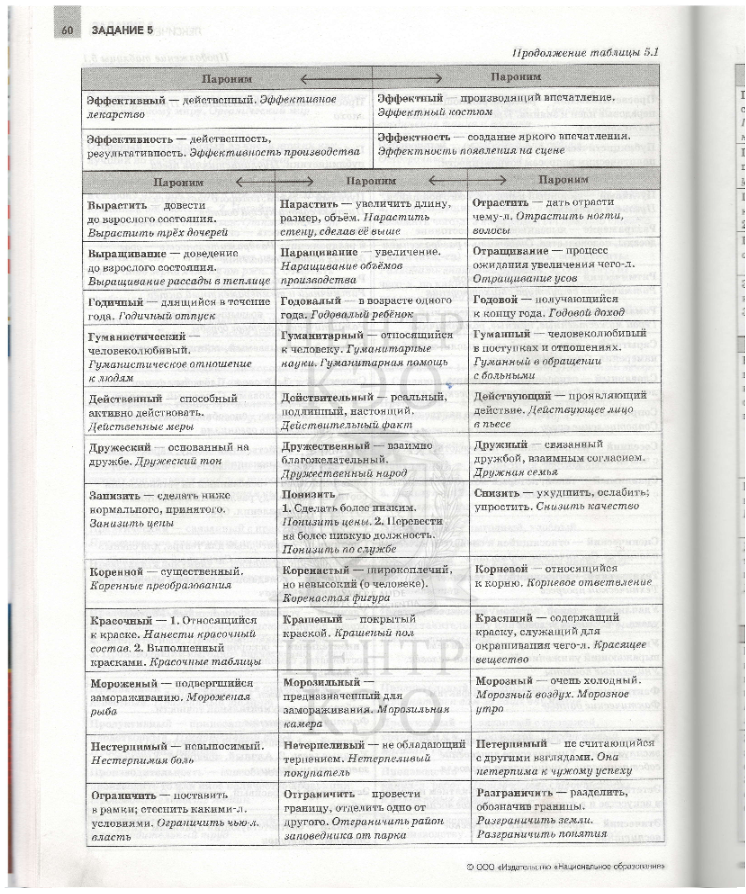 60 ЗАДАНИЕ 5
Продолжение таблицы 5.1
Пароним Пароним
Эффективный — действенный. Эффективное
лекарство
Эффектный — производящий впечатление.
Эффектный костюм
Эффективность — действенность,
результативность. Эффективность производства
Эффектность — создание яркого впечатления.
Эффектность появления на сцене
Пароним Пароним Пароним
Вырастить — довести
до взрослого состояния.
Вырастить трёх дочерей
Нарастить — увеличить длину,
размер, объём. Нарастить
стену, сделав её выше
Отрастить — дать отрасти
чему-л. Отрастить ногти,
волосы
Выращивание — доведение
до взрослого состояния.
Выращивание рассады в теплице
Наращивание — увеличение.
Наращивание объёмов
производства
Отращивание — процесс
ожидания увеличения чего-л.
Отращивание усов
Годичный — длящийся в течение
года. Годичный отпуск
Годовалый — в возрасте одного
года. Годовалый ребёнок
Годовой — получающийся
к концу года. Годовой доход
Гуманистический —
человеколюбивый.
Гуманистическое отношение
к людям
Гуманитарный — относящийся
к человеку. Гуманитарные
науки. Гуманитарная помощь
Гуманный — человеколюбивый
в поступках и отношениях.
Гуманный в обращении
с больными
Действенный — способный
активно действовать.
Действенные меры
Действительный — реальный,
подлинный, настоящий.
Действительный факт
Действующий — проявляющий
действие. Действующее лицо
в пьесе
Дружеский — основанный на
дружбе. Дружеский тон
Дружественный — взаимно
благожелательный.
Дружественный народ
Дружный — связанный
дружбой, взаимным согласием.
Дружная семья
Занизить — сделать ниже
нормального, принятого.
Занизить цены
Понизить
1. Сделать более низким.
Понизить цены. 2. Перевести
на более низкую должность.
Понизить по службе
Снизить — ухудшить, ослабить;
упростить. Снизить качество
Коренной — существенный.
Коренные преобразования
Коренастый — широкоплечий,
но невысокий (о человеке).
Коренастая фигура
Корневой — относящийся
к корню. Корневое ответвление
Красочный — 1. Относящийся
к краске. Нанести красочный
состав. 2. Выполненный
красками. Красочные таблицы
Крашеный — покрытый
краской. Крашеный пол
Красящий — содержащий
краску, служащий для
окрашивания чего-л. Красящее
вещество
Мороженый — подвергшийся
замораживанию. Мороженая
рыба
Морозильный —
предназначенный для
замораживания. Морозильная
камера
Морозный — очень холодный.
Морозный воздух. Морозное
утро
Нестерпимый — невыносимый.
Нестерпимая боль
Нетерпеливый — не обладающий
терпением. Нетерпеливый
покупатель
Нетерпимый — не считающийся
с другими взглядами. Она
нетерпима к чужому успеху
Ограничить — поставить
в рамки; стеснить какими-л.
условиями. Ограничить чью-л.
власть
Отграничить — провести
границу, отделить одно от
другого. Отграничить район
заповедника от парка
Разграничить — разделить,
обозначив границы.
Разграничить земли.
Разграничить понятия
ЦЕНТР
КЭО
ЦЕНТР
КЭО
© ООО «Издательство «Национальное образование»